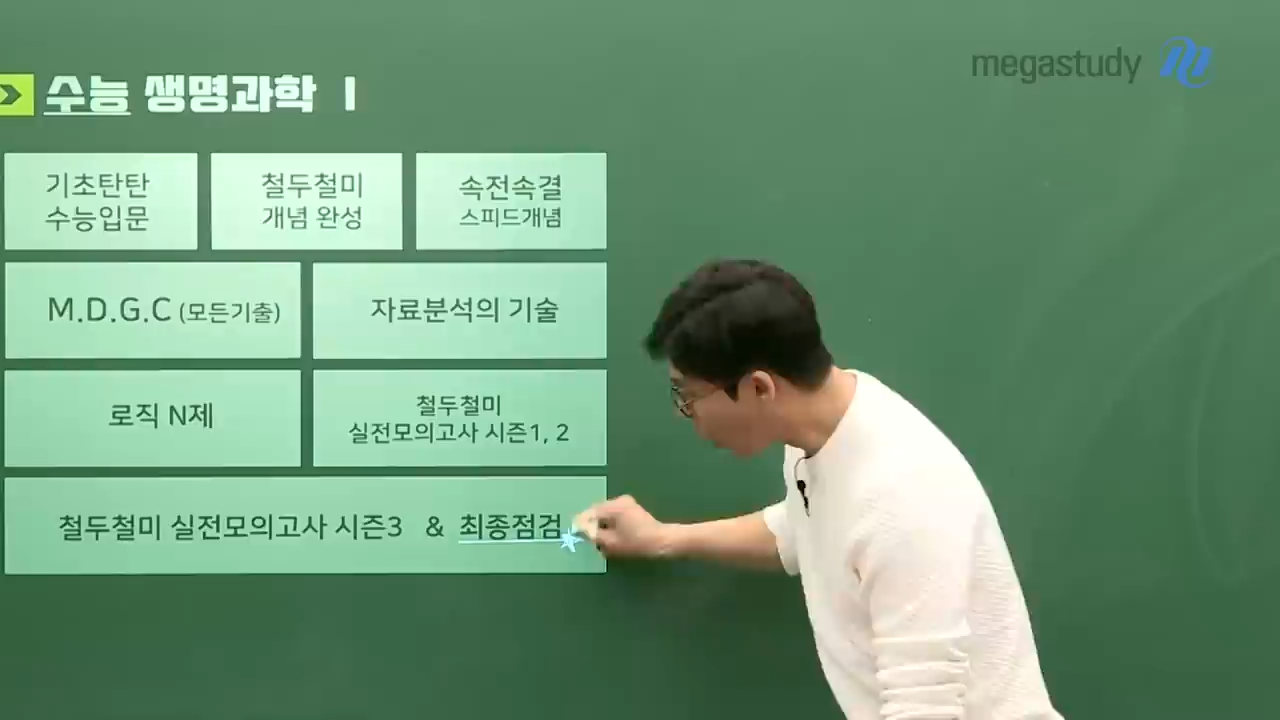 megastudy
수능 생명과학 I
기초탄탄
수능입문
철두철미
개념 완성
속전속결
스피드개념
M.D.G.C (모든기출)
자료분석의 기술
로직 N제
철두철미
실전모의고사 시즌1, 2
철두철미 실전모의고사 시즌3 & 최종점검